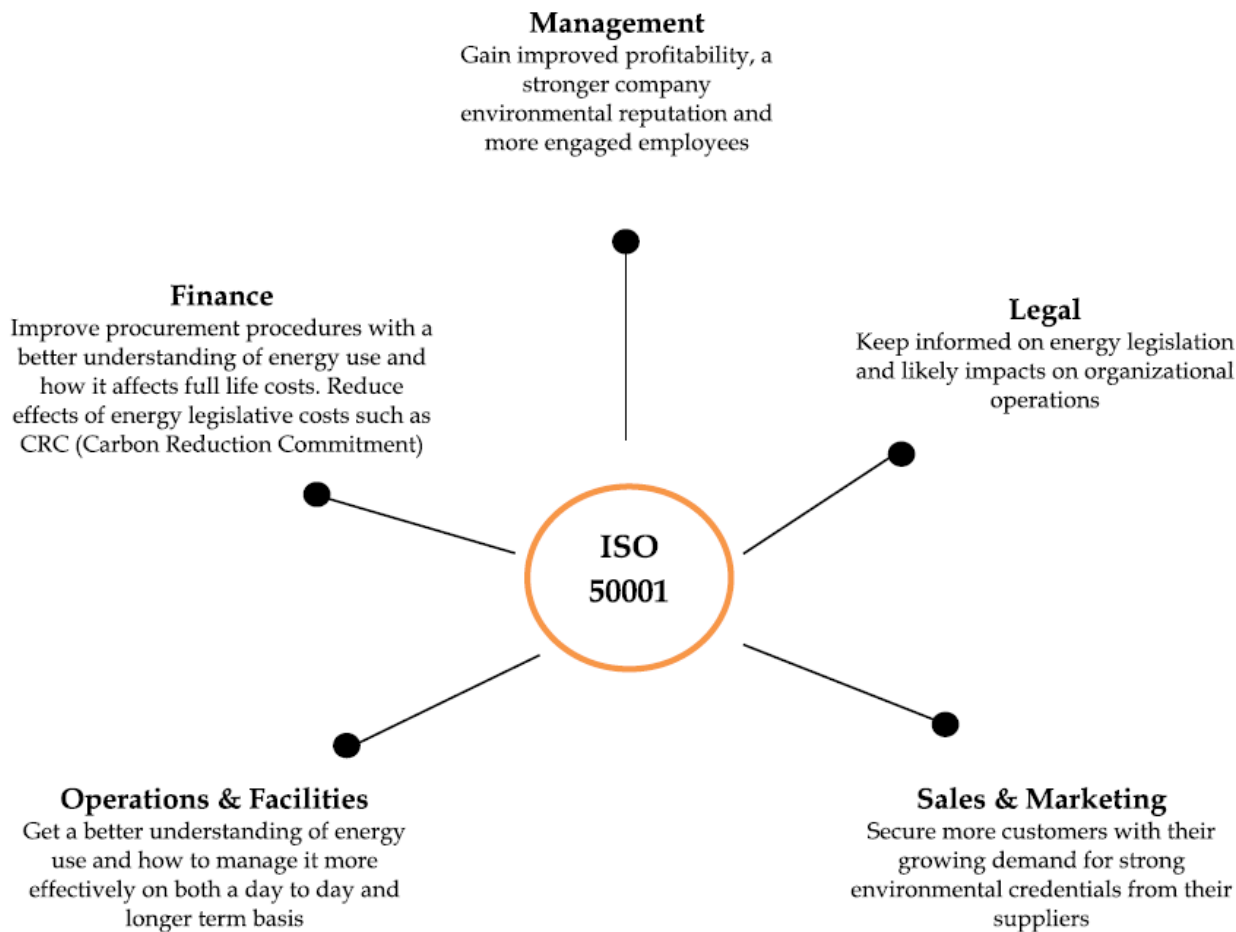 Management
Gain improved profitability, a
stronger company
environmental reputation and
more engaged employees
Finance
Improve procurement procedures with a
better understanding of energy use and
how it affects full life costs. Reduce
effects of energy legislative costs such as
CRC (Carbon Reduction Commitment)
Legal
Keep informed on energy legislation
and likely impacts on organizational
operations
ISO
50001
Operations & Facilities
Get a better understanding of energy
use and how to manage it more
effectively on both a day to day and
longer term basis
Sales & Marketing
Secure more customers with their
growing demand for strong
environmental credentials from their
suppliers